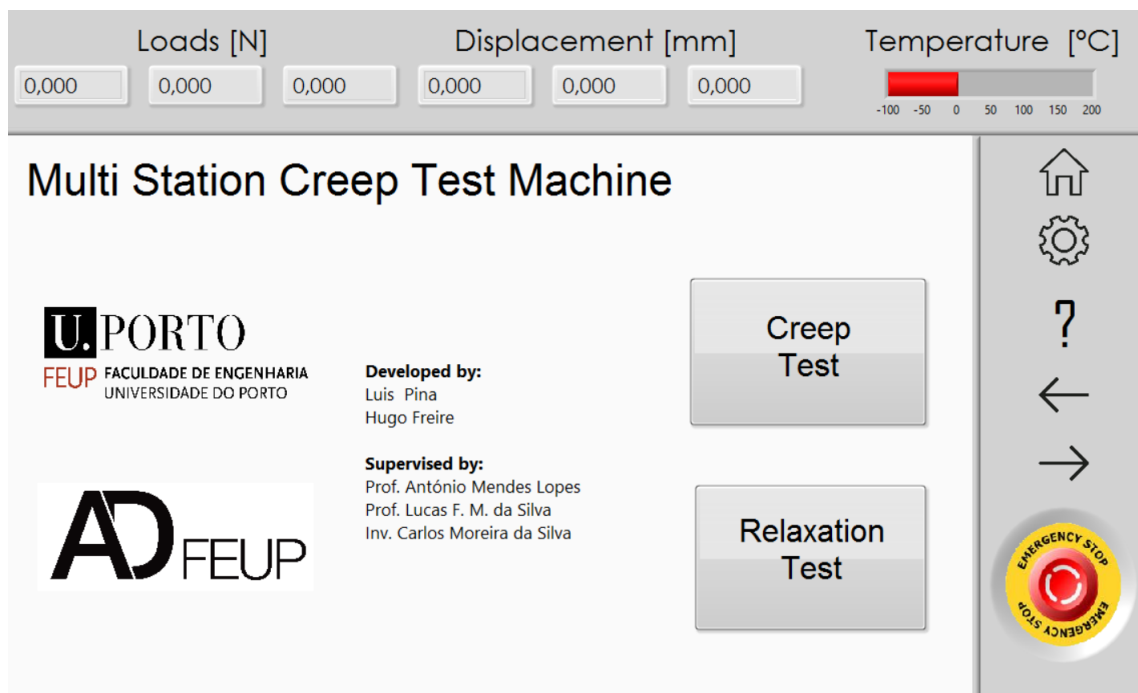 Loads [N]
Displacement [mm]
Temperature [ºC]
0,000 0,000 0,000 0,000 0,000 0,000
-100 -50 0 50 100 150 200
Multi Station Creep Test Machine
U.PORTO
FEUP FACULDADE DE ENGENHARIA
UNIVERSIDADE DO PORTO
ADFEUP
Developed by:
Luis Pina
Hugo Freire
Supervised by:
Prof. António Mendes Lopes
Prof. Lucas F. M. da Silva
Inv. Carlos Moreira da Silva
Creep
Test
Relaxation
Test
?
EMERGENCY STOP
EMERGENCY STOP